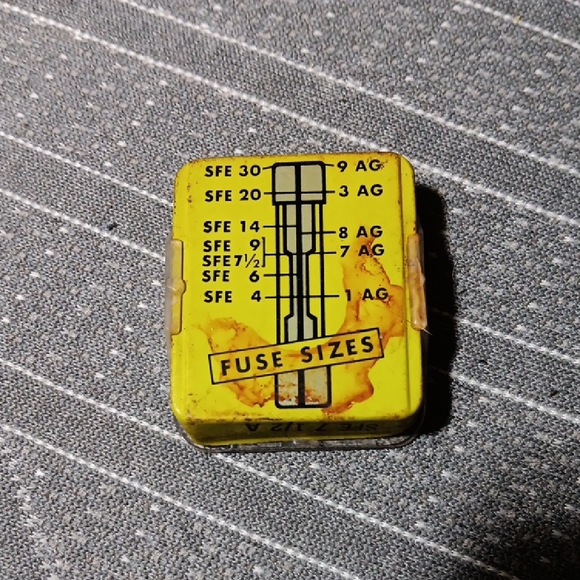 SFE 30 9 AG
SFE 20 3 AG
SFE 14 8 AG
SFE 9 7 AG
SFE 7½
SFE 6
SFE 4 1 AG
FUSE SIZES
SFE 7 1/2 A